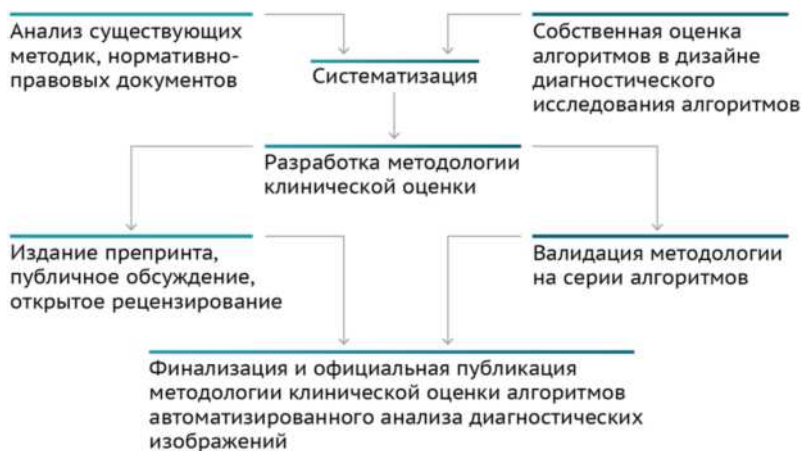 Анализ существующих
методик, нормативно-
правовых документов
Собственная оценка
алгоритмов в дизайне
диагностического
исследования алгоритмов
Систематизация
Разработка методологии
клинической оценки
Издание препринта,
публичное обсуждение,
открытое рецензирование
Валидация методологии
на серии алгоритмов
Финализация и официальная публикация
методологии клинической оценки алгоритмов
автоматизированного анализа диагностических
изображений